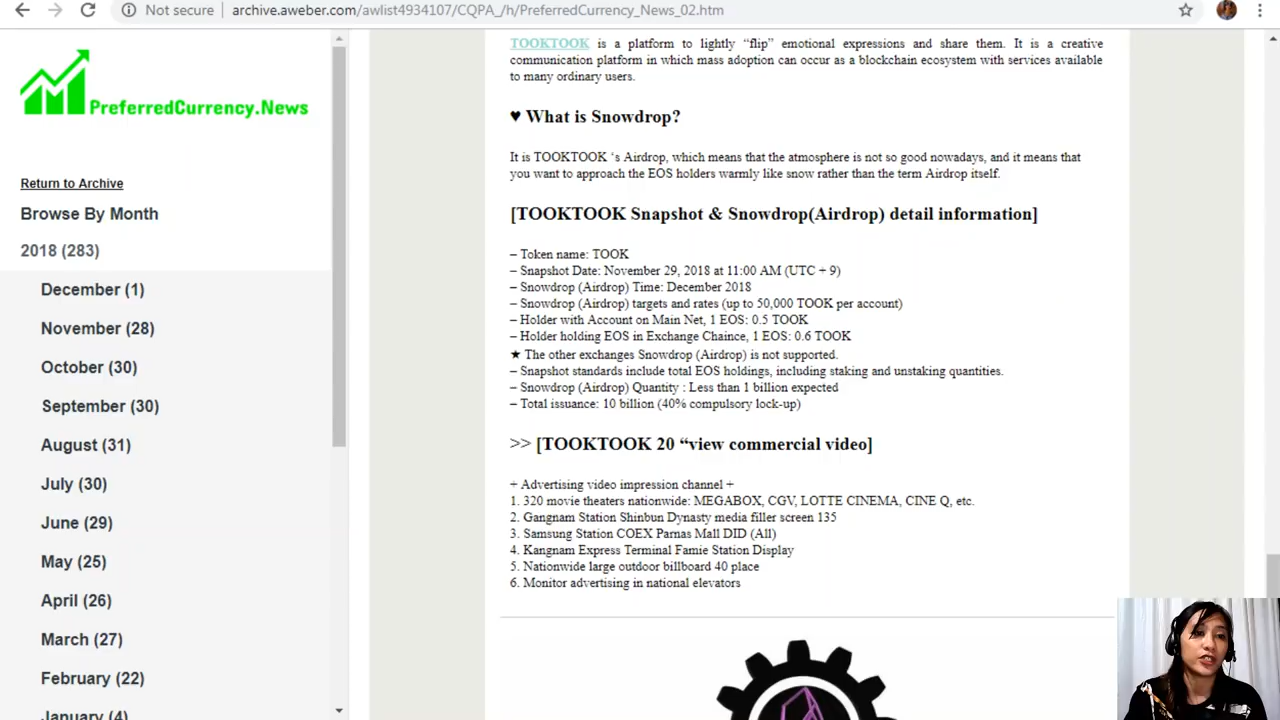 Not secure archive.aweber.com/awlist4934107/CQPA_/h/PreferredCurrency_News_02.htm
PreferredCurrency.News
Return to Archive
Browse By Month
2018 (283)
December (1)
November (28)
October (30)
September (30)
August (31)
July (30)
June (29)
May (25)
April (26)
March (27)
February (22)
January (4)
TOOKTOOK is a platform to lightly “flip” emotional expressions and share them. It is a creative
communication platform in which mass adoption can occur as a blockchain ecosystem with services available
to many ordinary users.
♥ What is Snowdrop?
It is TOOKTOOK ‘s Airdrop, which means that the atmosphere is not so good nowadays, and it means that
you want to approach the EOS holders warmly like snow rather than the term Airdrop itself.
[TOOKTOOK Snapshot & Snowdrop(Airdrop) detail information]
– Token name: TOOK
– Snapshot Date: November 29, 2018 at 11:00 AM (UTC + 9)
– Snowdrop (Airdrop) Time: December 2018
– Snowdrop (Airdrop) targets and rates (up to 50,000 TOOK per account)
– Holder with Account on Main Net, 1 EOS: 0.5 TOOK
– Holder holding EOS in Exchange Chaince, 1 EOS: 0.6 TOOK
★ The other exchanges Snowdrop (Airdrop) is not supported.
– Snapshot standards include total EOS holdings, including staking and unstaking quantities.
– Snowdrop (Airdrop) Quantity : Less than 1 billion expected
– Total issuance: 10 billion (40% compulsory lock-up)
>> [TOOKTOOK 20 “view commercial video]
+ Advertising video impression channel +
1. 320 movie theaters nationwide: MEGABOX, CGV, LOTTE CINEMA, CINE Q, etc.
2. Gangnam Station Shinbun Dynasty media filler screen 135
3. Samsung Station COEX Parnas Mall DID (All)
4. Kangnam Express Terminal Famie Station Display
5. Nationwide large outdoor billboard 40 place
6. Monitor advertising in national elevators